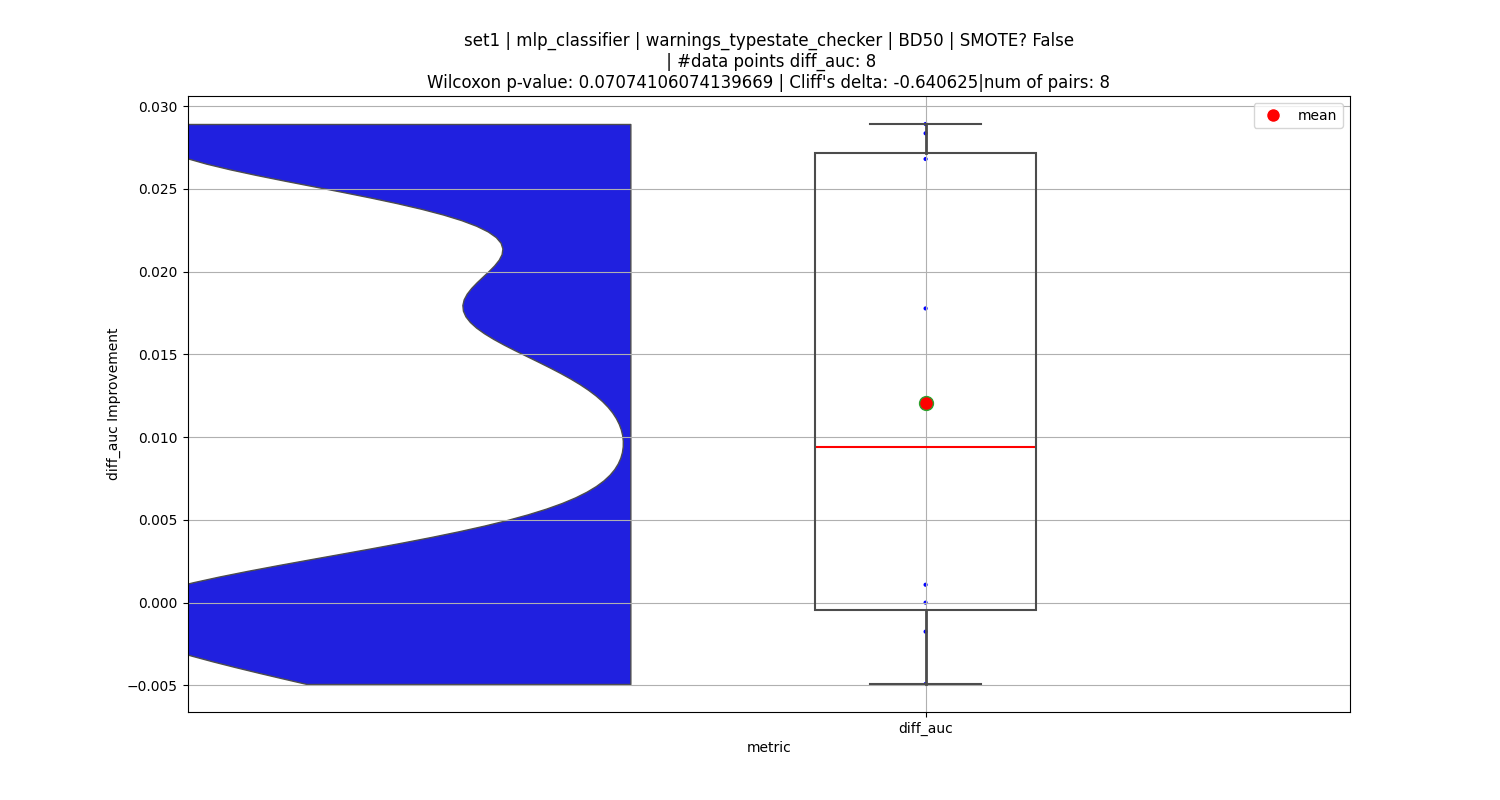 set1 | mlp_classifier | warnings_typestate_checker | BD50 | SMOTE? False
| #data points diff_auc: 8
Wilcoxon p-value: 0.07074106074139669 | Cliff's delta: -0.640625|num of pairs: 8
mean
0.030
0.025
0.020
0.015
0.010
0.005
0.000
−0.005
diff_auc Improvement
diff_auc
metric